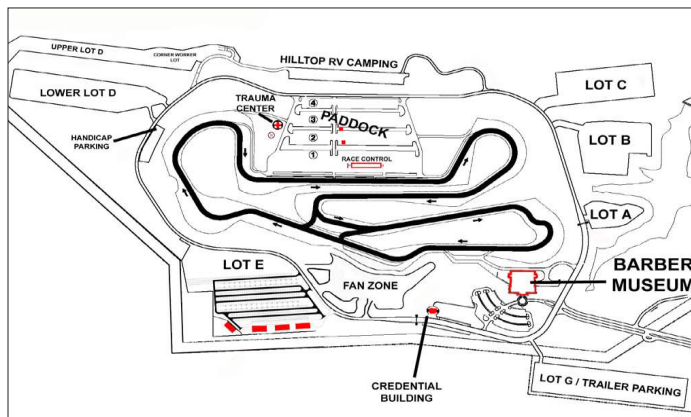 UPPER LOT D
CORNER WORKER
LOT
HILLTOP RV CAMPING
LOWER LOT D
TRAUMA
CENTER
HANDICAP
PARKING
4
3
2
1
PADDOCK
RACE CONTROL
LOT C
LOT B
LOT A
LOT E
FAN ZONE
BARBER
MUSEUM
CREDENTIAL
BUILDING
LOT G / TRAILER PARKING